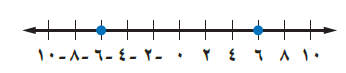 ١٠- ٨- ٦- ٤- ٢- ٠ ٢ ٤ ٦ ٨ ١٠